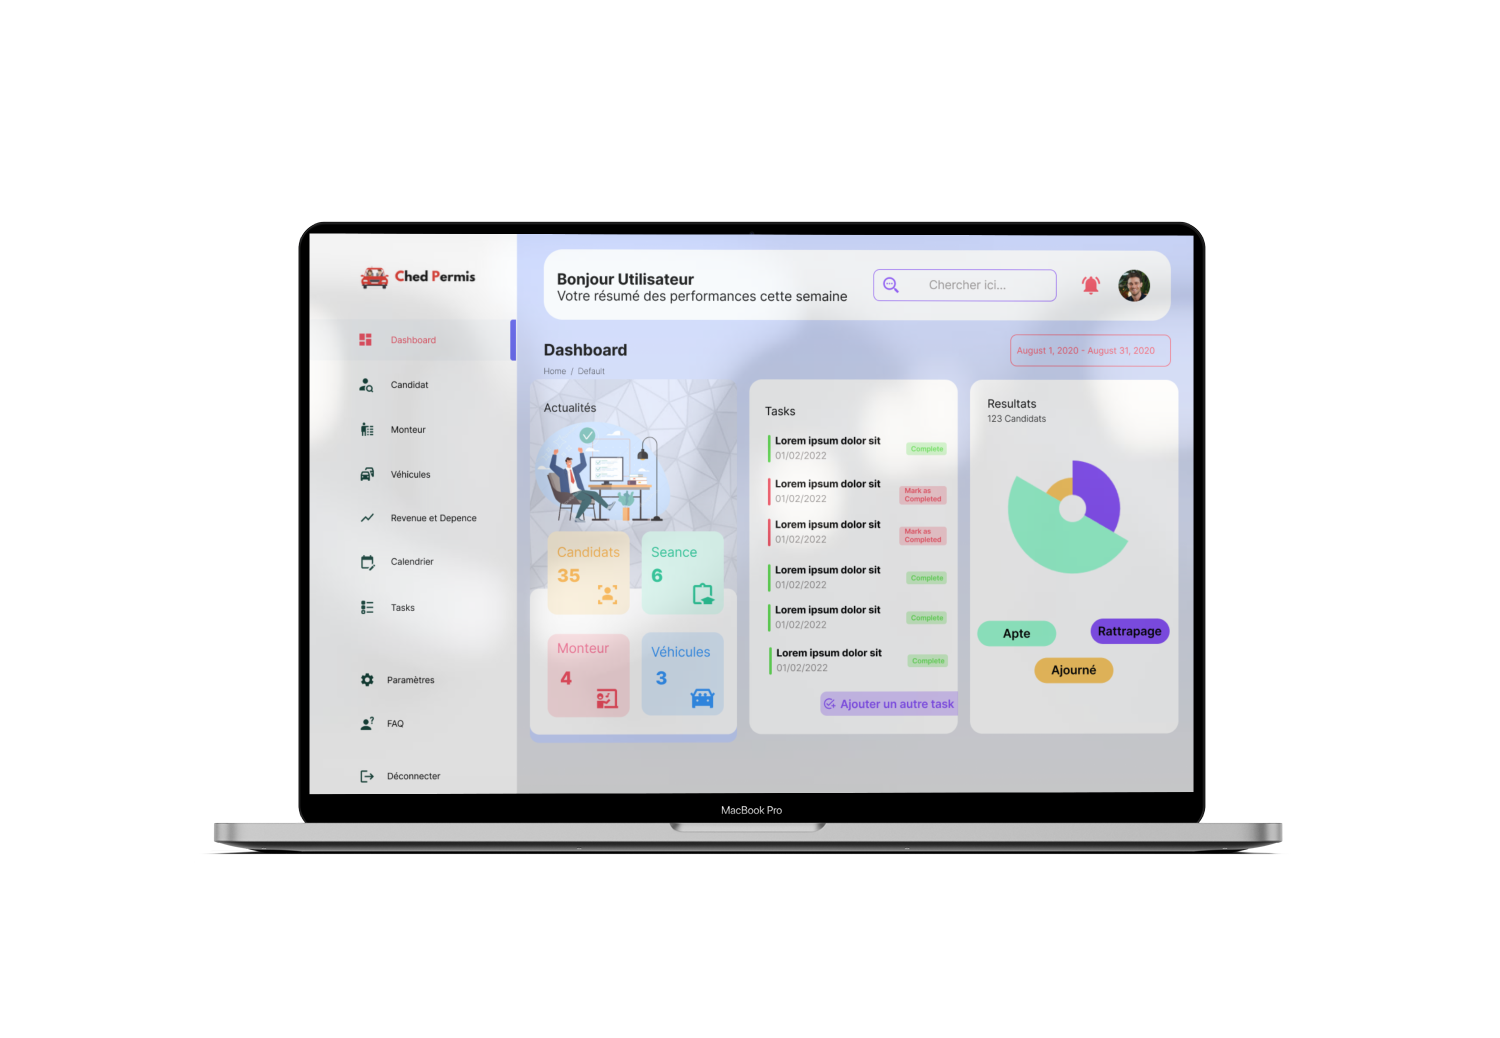 Ched Permis
Dashboard
Candidat
Monteur
Véhicules
Revenue et Depence
Calendrier
Tasks
Paramètres
FAQ
Déconnecter
Bonjour Utilisateur
Votre résumé des performances cette semaine
Chercher ici...
Dashboard
Home / Default
August 1, 2020 - August 31, 2020
Actualités
Candidats
35
Seance
6
Monteur
4
Véhicules
3
Tasks
Lorem ipsum dolor sit
01/02/2022
Complete
Lorem ipsum dolor sit
01/02/2022
Mark as
Completed
Lorem ipsum dolor sit
01/02/2022
Mark as
Completed
Lorem ipsum dolor sit
01/02/2022
Complete
Lorem ipsum dolor sit
01/02/2022
Complete
Lorem ipsum dolor sit
01/02/2022
Complete
Ajouter un autre task
Resultats
123 Candidats
Apte
Rattrapage
Ajourné
MacBook Pro